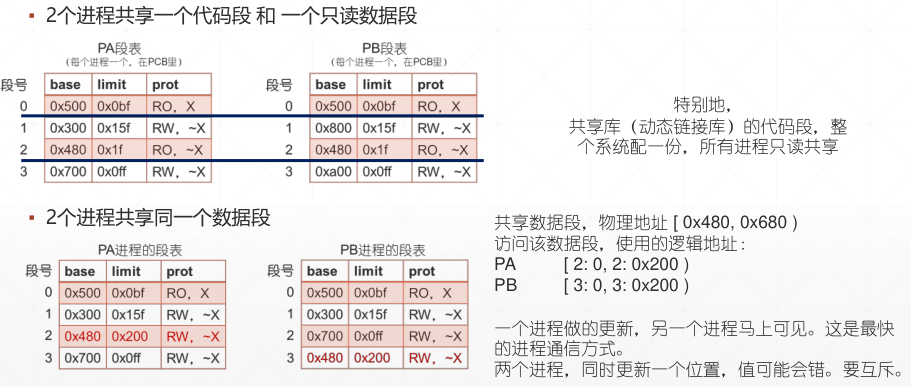 ▪ 2个进程共享一个代码段 和 一个只读数据段
PA段表
(每个进程一个，在PCB里)
段号 base limit prot
0 0x500 0x0bf RO，X
1 0x300 0x15f RW，~X
2 0x480 0x1f RO，~X
3 0x700 0x0ff RW，~X
PB段表
(每个进程一个，在PCB里)
段号 base limit prot
0 0x500 0x0bf RO，X
1 0x800 0x15f RW，~X
2 0x480 0x1f RO，~X
3 0xa00 0x0ff RW，~X
特别地，
共享库（动态链接库）的代码段，整
个系统配一份，所有进程只读共享
▪ 2个进程共享同一个数据段
PA进程的段表
段号 base limit prot
0 0x500 0x0bf RO，X
1 0x300 0x15f RW，~X
2 0x480 0x200 RW，~X
3 0x700 0x0ff RW，~X
PB进程的段表
段号 base limit prot
0 0x500 0x0bf RO，X
1 0x300 0x15f RW，~X
2 0x700 0x0ff RW，~X
3 0x480 0x200 RW，~X
共享数据段，物理地址 [ 0x480, 0x680 )
访问该数据段，使用的逻辑地址：
PA [ 2: 0, 2: 0x200 )
PB [ 3: 0, 3: 0x200 )
一个进程做的更新，另一个进程马上可见。这是最快
的进程通信方式。
两个进程，同时更新一个位置，值可能会错。要互斥。